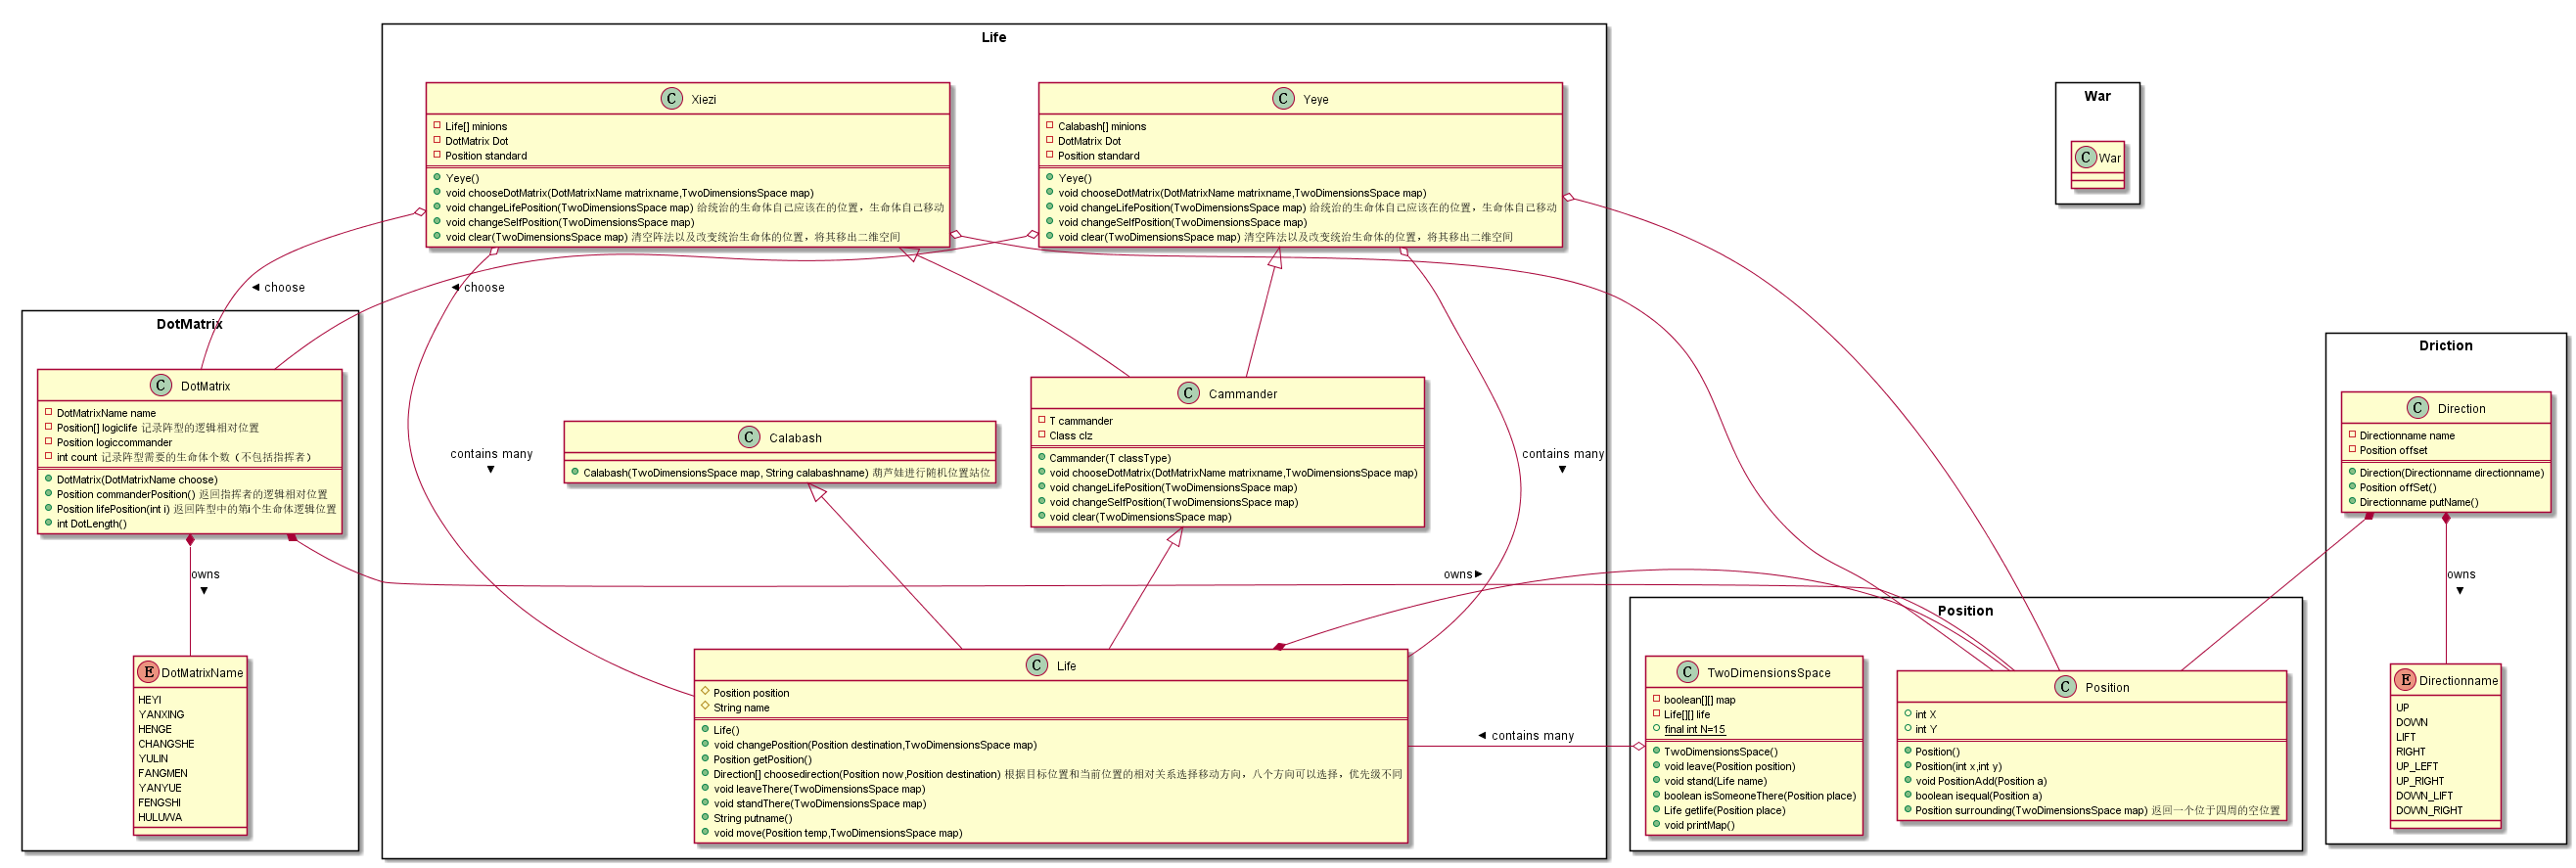 Life
Xiezi
Life[] minions
DotMatrix Dot
Position standard
Yeye()
void chooseDotMatrix(DotMatrixName matrixname,TwoDimensionsSpace map)
void changeLifePosition(TwoDimensionsSpace map) 给统治的生命体自己应该在的位置，生命体自己移动
void changeSelfPosition(TwoDimensionsSpace map)
void clear(TwoDimensionsSpace map) 清空阵法以及改变统治生命体的位置，将其移出二维空间
Yeye
Calabash[] minions
DotMatrix Dot
Position standard
Yeye()
void chooseDotMatrix(DotMatrixName matrixname,TwoDimensionsSpace map)
void changeLifePosition(TwoDimensionsSpace map) 给统治的生命体自己应该在的位置，生命体自己移动
void changeSelfPosition(TwoDimensionsSpace map)
void clear(TwoDimensionsSpace map) 清空阵法以及改变统治生命体的位置，将其移出二维空间
War
War
choose
choose
DotMatrix
DotMatrix
DotMatrixName name
Position[] logiclife 记录阵型的逻辑相对位置
Position logiccommander
int count 记录阵型需要的生命体个数（不包括指挥者）
DotMatrix(DotMatrixName choose)
Position commanderPosition() 返回指挥者的逻辑相对位置
Position lifePosition(int i) 返回阵型中的第i个生命体逻辑位置
int DotLength()
contains many
Calabash
Calabash(TwoDimensionsSpace map, String calabashname) 葫芦娃进行随机位置站位
Cammander
T cammander
Class clz
Cammander(T classType)
void chooseDotMatrix(DotMatrixName matrixname,TwoDimensionsSpace map)
void changeLifePosition(TwoDimensionsSpace map)
void changeSelfPosition(TwoDimensionsSpace map)
void clear(TwoDimensionsSpace map)
contains many
Driction
Direction
Directionname name
Position offset
Direction(Directionname directionname)
Position offSet()
Directionname putName()
owns
owns
owns
DotMatrixName
HEYI
YANXING
HENGE
CHANGSHE
YULIN
FANGMEN
YANYUE
FENGSHI
HULUWA
Life
Position position
String name
Life()
void changePosition(Position destination,TwoDimensionsSpace map)
Position getPosition()
Direction[] choosedirection(Position now,Position destination) 根据目标位置和当前位置的相对关系选择移动方向，八个方向可以选择，优先级不同
void leaveThere(TwoDimensionsSpace map)
void standThere(TwoDimensionsSpace map)
String putname()
void move(Position temp,TwoDimensionsSpace map)
contains many
Position
TwoDimensionsSpace
boolean[][] map
Life[][] life
final int N=15
TwoDimensionsSpace()
void leave(Position position)
void stand(Life name)
boolean isSomeoneThere(Position place)
Life getlife(Position place)
void printMap()
Position
int X
int Y
Position()
Position(int x,int y)
void PositionAdd(Position a)
boolean isequal(Position a)
Position surrounding(TwoDimensionsSpace map) 返回一个位于四周的空位置
Directionname
UP
DOWN
LIFT
RIGHT
UP_LEFT
UP_RIGHT
DOWN_LIFT
DOWN_RIGHT